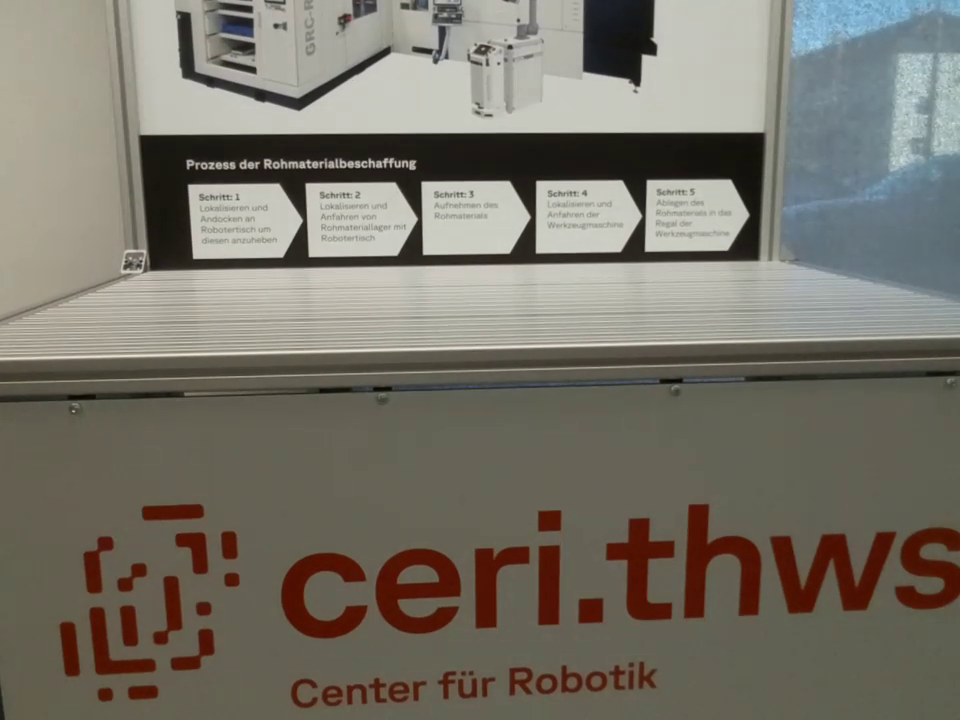 GRC-R
Prozess der Rohmaterialbeschaffung
Schritt: 1
Lokalisieren und
Andocken an
Robotertisch um
diesen anzuheben
Schritt: 2
Lokalisieren und
Anfahren von
Rohmateriallager mit
Robotertisch
Schritt: 3
Aufnehmen des
Rohmaterials
Schritt: 4
Lokalisieren und
Anfahren der
Werkzeugmaschine
Schritt: 5
Ablegen des
Rohmaterials in das
Regal der
Werkzeugmaschine
ceri.thws
Center für Robotik